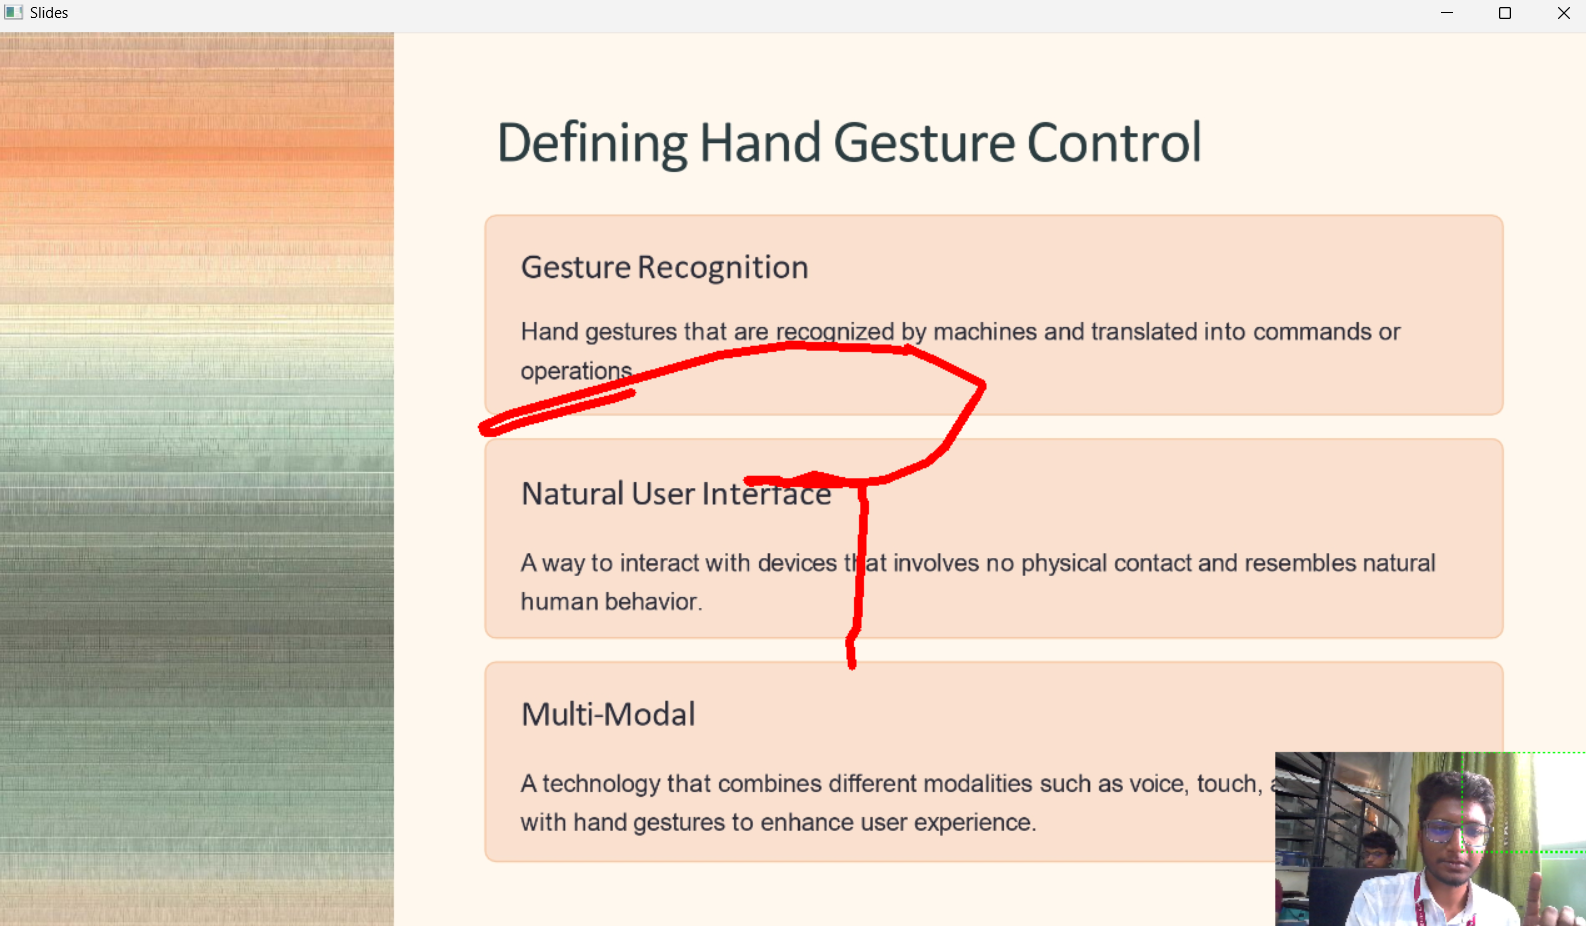 Slides
Defining Hand Gesture Control
Gesture Recognition
Hand gestures that are recognized by machines and translated into commands or
operations.
Natural User Interface
A way to interact with devices that involves no physical contact and resembles natural
human behavior.
Multi-Modal
A technology that combines different modalities such as voice, touch,
with hand gestures to enhance user experience.